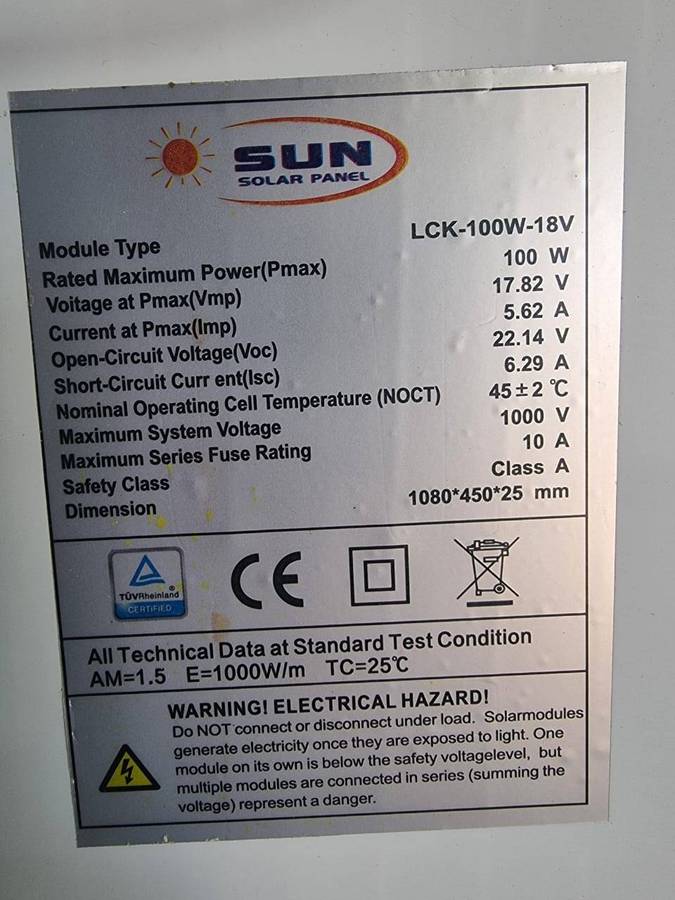 SUN
SOLAR PANEL
Module Type LCK-100W-18V
Rated Maximum Power(Pmax) 100 W
Voitage at Pmax(Vmp) 17.82 V
Current at Pmax(Imp) 5.62 A
Open-Circuit Voltage(Voc) 22.14 V
Short-Circuit Curr ent(Isc) 6.29 A
Nominal Operating Cell Temperature (NOCT) 45±2 ℃
Maximum System Voltage 1000 V
Maximum Series Fuse Rating 10 A
Safety Class Class A
Dimension 1080*450*25 mm
TÜVRheinland®
CERTIFIED
CE
All Technical Data at Standard Test Condition
AM=1.5 E=1000W/m TC=25℃
WARNING! ELECTRICAL HAZARD!
Do NOT connect or disconnect under load. Solarmodules
generate electricity once they are exposed to light. One
module on its own is below the safety voltagelevel, but
multiple modules are connected in series (summing the
voltage) represent a danger.